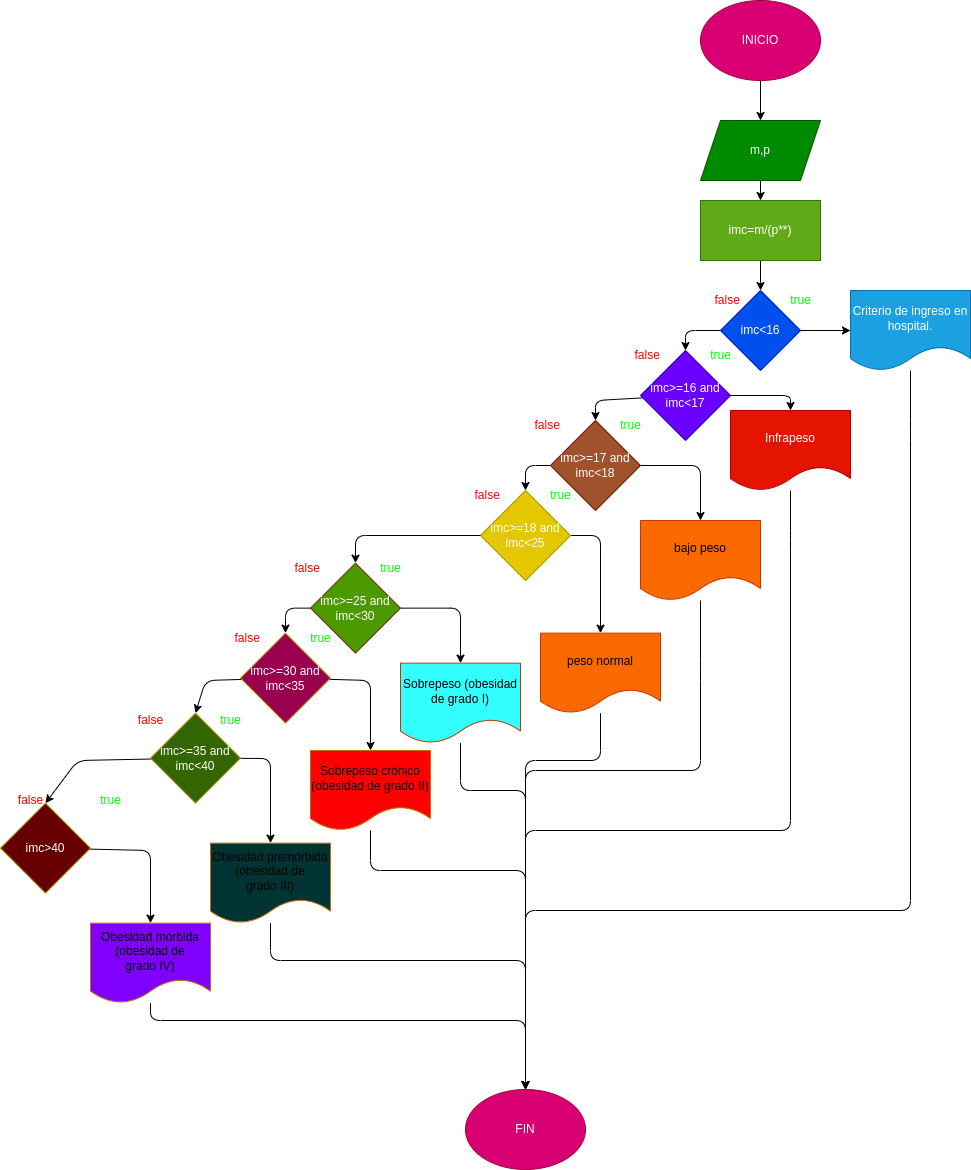 INICIO
m,p
imc=m/(p**)
false
true
imc<16
Criterio de ingreso en
hospital.
false
true
imc>=16 and
imc<17
Infrapeso
false
true
imc>=17 and
imc<18
bajo peso
false
true
imc>=18 and
imc<25
peso normal
false
true
imc>=25 and
imc<30
Sobrepeso (obesidad
de grado I)
false
true
imc>=30 and
imc<35
Sobrepeso crónico
(obesidad de grado II)
false
true
imc>=35 and
imc<40
Obesidad premórbida
(obesidad de
grado III)
false
true
imc>40
Obesidad mórbida
(obesidad de
grado IV)
FIN